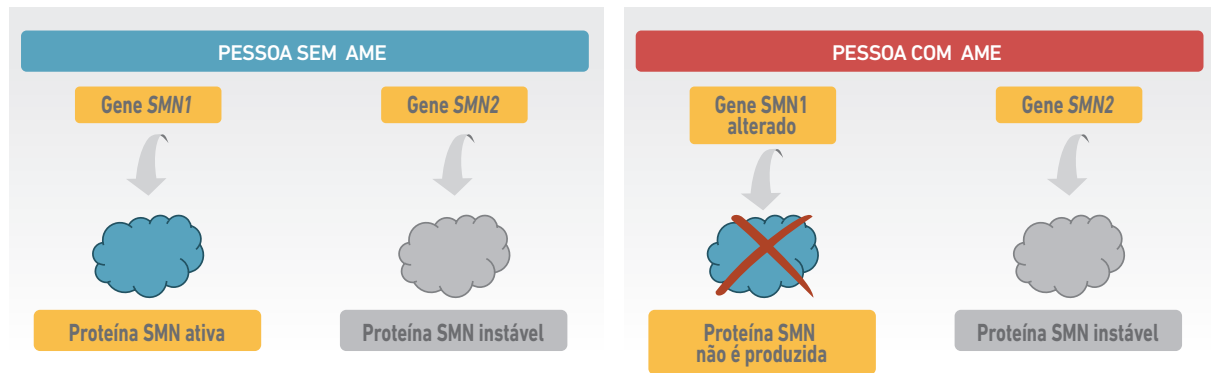 PESSOA SEM AME
Gene SMN1
Gene SMN2
Proteína SMN ativa
Proteína SMN instável
PESSOA COM AME
Gene SMN1
alterado
Gene SMN2
Proteína SMN
não é produzida
Proteína SMN instável